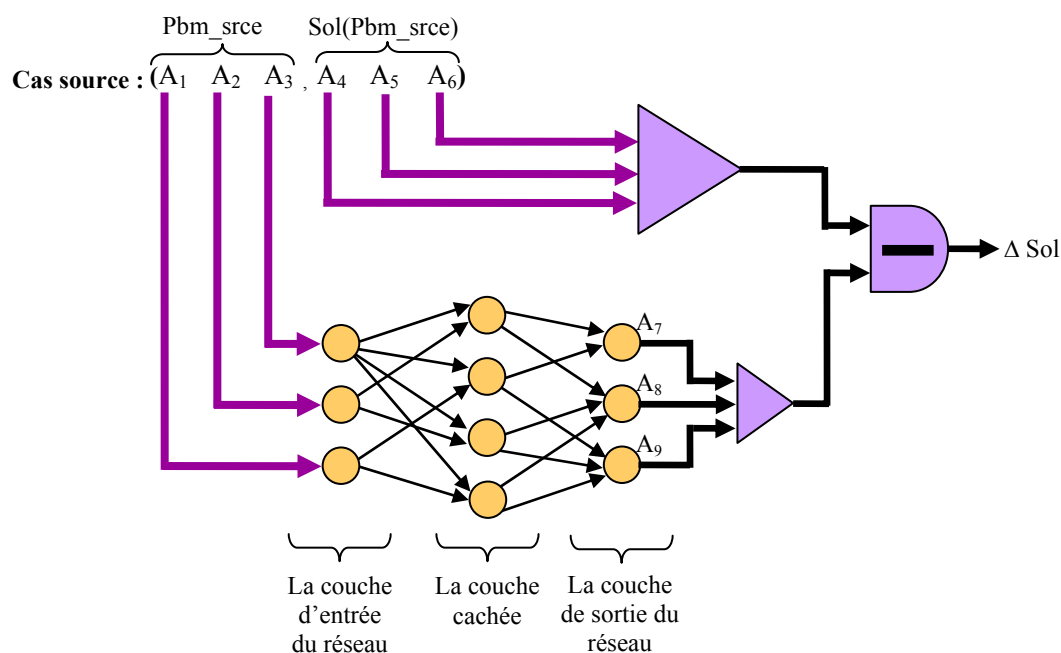 Pbm_srce Sol(Pbm_srce)
Cas source : (A1 A2 A3 , A4 A5 A6)
Δ Sol
A7
A8
A9
La couche
d’entrée
du réseau
La couche
cachée
La couche
de sortie du
réseau